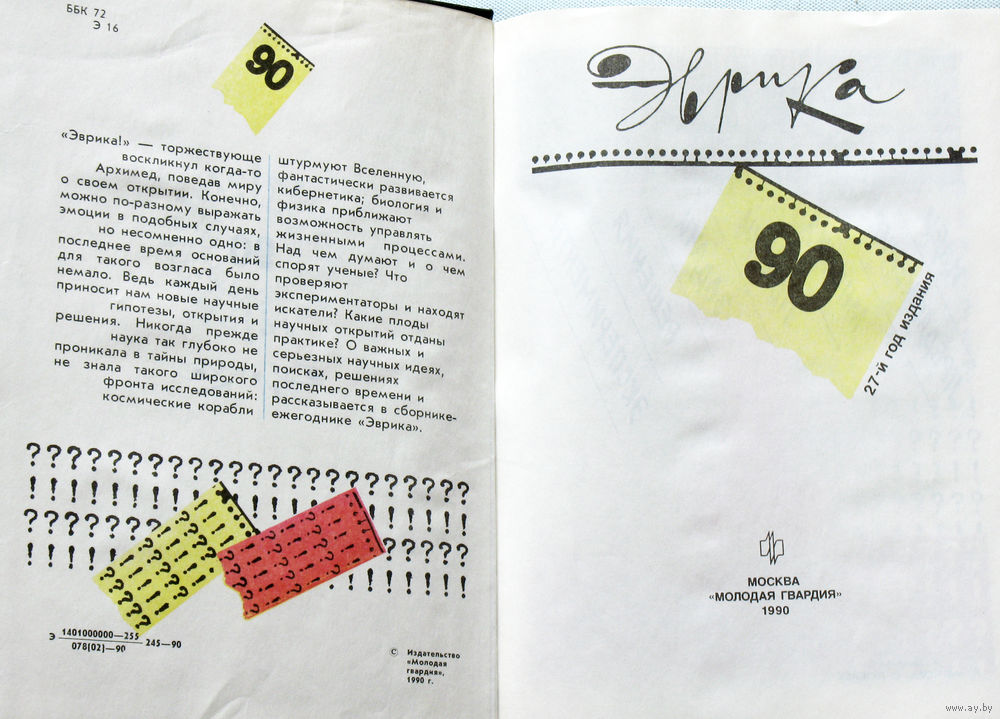 ББК 72
Э 16
90
«Эврика!» — торжествующе
воскликнул когда-то
Архимед, поведав миру
о своем открытии. Конечно,
можно по-разному выражать
эмоции в подобных случаях,
но несомненно одно: в
последнее время оснований
для такого возгласа было
немало. Ведь каждый день
приносит нам новые научные
гипотезы, открытия и
решения. Никогда прежде
наука так глубоко не
проникала в тайны природы,
не знала такого широкого
фронта исследований:
космические корабли
штурмуют Вселенную,
фантастически развивается
кибернетика; биология и
физика приближают
возможность управлять
жизненными процессами.
Над чем думают и о чем
спорят ученые? Что
проверяют
экспериментаторы и находят
искатели? Какие плоды
научных открытий отданы
практике? О важных и
серьезных научных идеях,
поисках, решениях
последнего времени и
рассказывается в сборнике-
ежегоднике «Эврика».
Э 1401000000—255
078(02)—90
245—90
© Издательство
«Молодая
гвардия»,
1990 г.
Эврика
90
27-й год издания
МОСКВА
«МОЛОДАЯ ГВАРДИЯ»
1990
www.ay.by